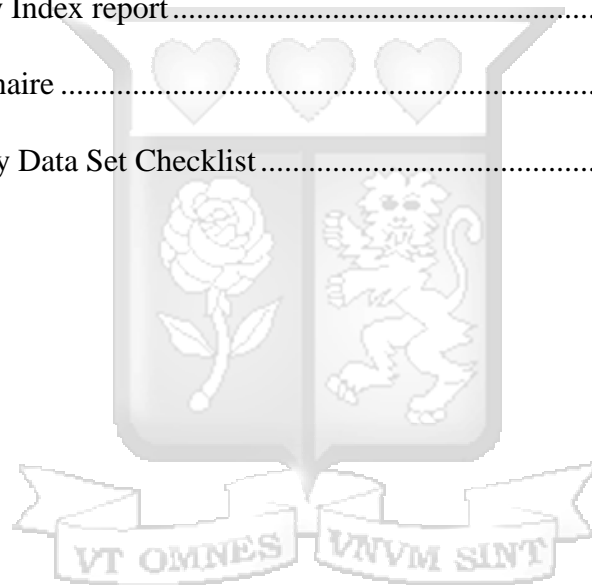 Index report ................................................
naire ................................................................
Data Set Checklist ..........................................
VT OMNES VNVM SINT